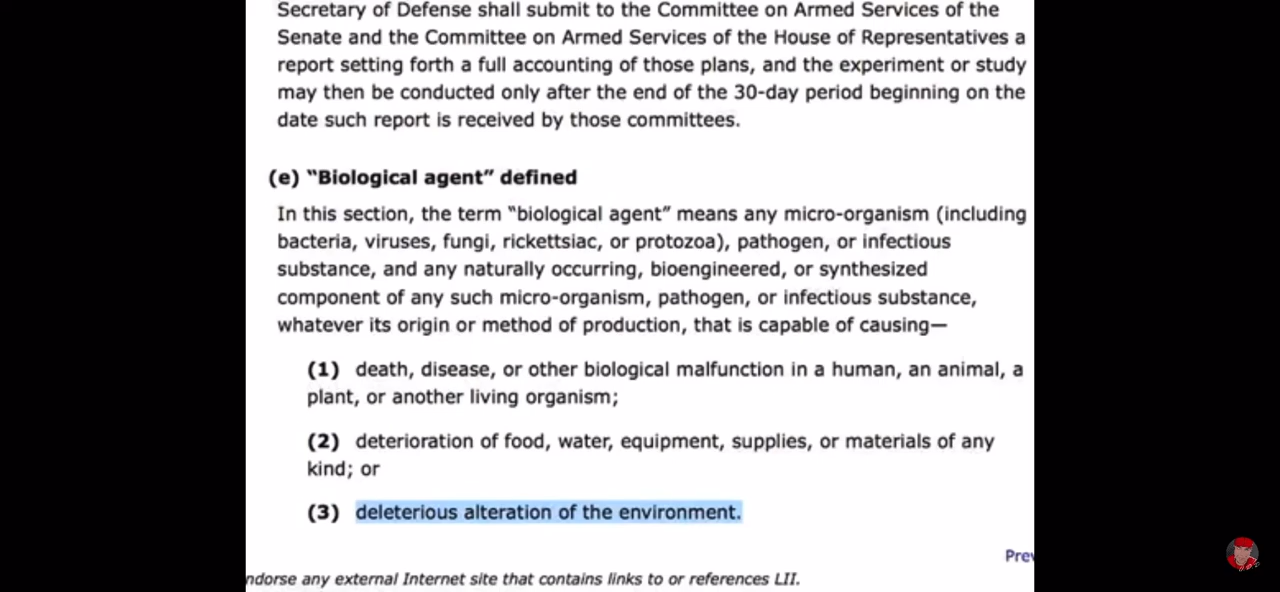 Secretary of Defense shall submit to the Committee on Armed Services of the
Senate and the Committee on Armed Services of the House of Representatives a
report setting forth a full accounting of those plans, and the experiment or study
may then be conducted only after the end of the 30-day period beginning on the
date such report is received by those committees.
(e) “Biological agent” defined
In this section, the term “biological agent” means any micro-organism (including
bacteria, viruses, fungi, rickettsiac, or protozoa), pathogen, or infectious
substance, and any naturally occurring, bioengineered, or synthesized
component of any such micro-organism, pathogen, or infectious substance,
whatever its origin or method of production, that is capable of causing—
(1) death, disease, or other biological malfunction in a human, an animal, a
plant, or another living organism;
(2) deterioration of food, water, equipment, supplies, or materials of any
kind; or
(3) deleterious alteration of the environment.
Prev
ndorse any external Internet site that contains links to or references LII.